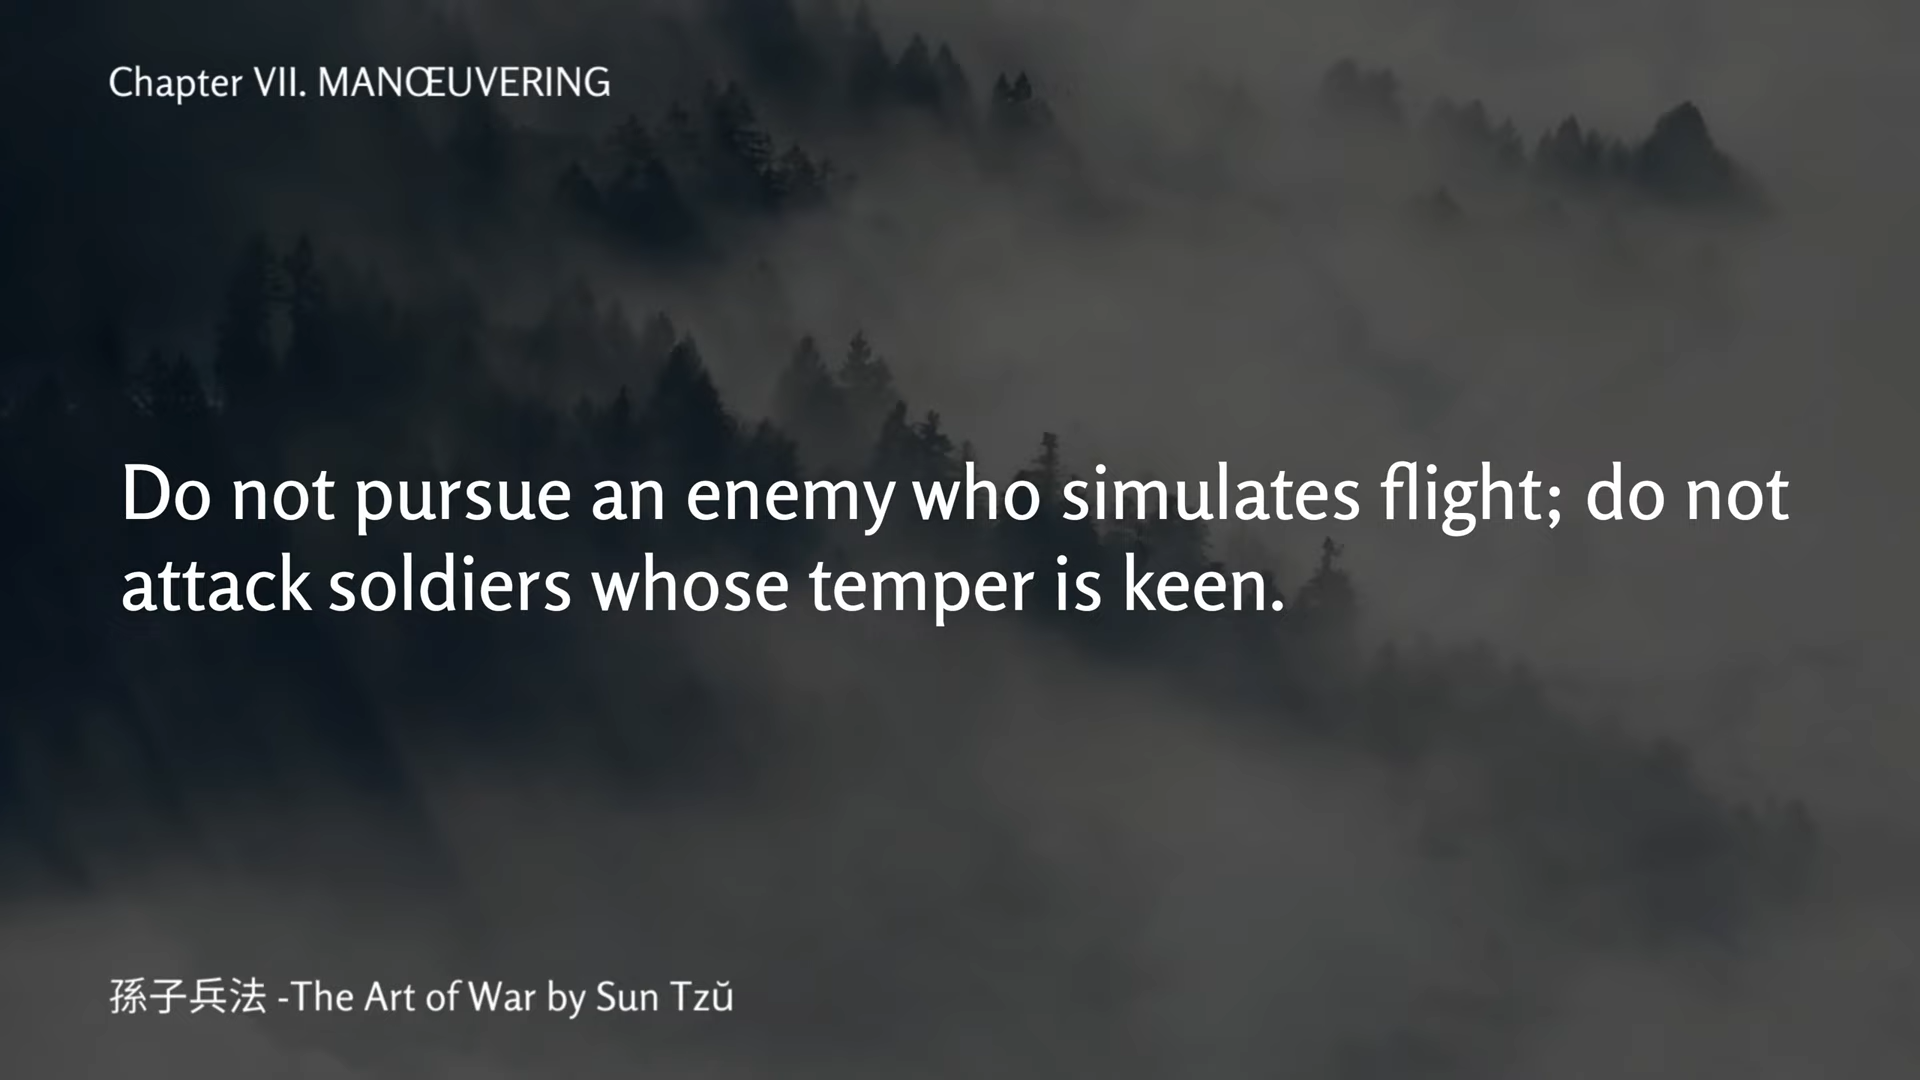 Chapter VII. MANŒUVERING
Do not pursue an enemy who simulates flight; do not
attack soldiers whose temper is keen.
孫子兵法 -The Art of War by Sun Tzŭ